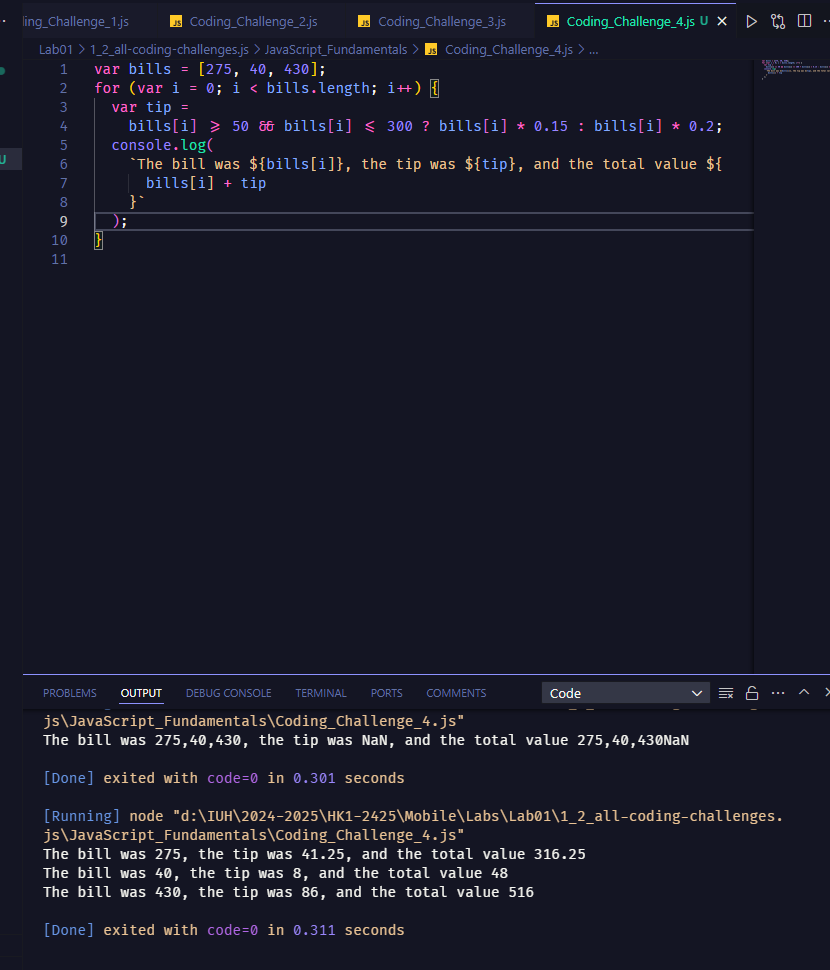 ing_Challenge_1.js JS Coding_Challenge_2.js JS Coding_Challenge_3.js JS Coding_Challenge_4.js U
Lab01 > 1_2_all-coding-challenges.js > JavaScript_Fundamentals > JS Coding_Challenge_4.js > ...
1 var bills = [275, 40, 430];
2 for (var i = 0; i < bills.length; i++) {
3 var tip =
4 bills[i] >= 50 && bills[i] <= 300 ? bills[i] * 0.15 : bills[i] * 0.2;
5 console.log(
6 `The bill was ${bills[i]}, the tip was ${tip}, and the total value ${
U
7 bills[i] + tip
8 }`
9 );
10 }
11
PROBLEMS OUTPUT DEBUG CONSOLE TERMINAL PORTS COMMENTS Code
js\JavaScript_Fundamentals\Coding_Challenge_4.js"
The bill was 275,40,430, the tip was NaN, and the total value 275,40,430NaN
[Done] exited with code=0 in 0.301 seconds
[Running] node "d:\IUH\2024-2025\HK1-2425\Mobile\Labs\Lab01\1_2_all-coding-challenges.
js\JavaScript_Fundamentals\Coding_Challenge_4.js"
The bill was 275, the tip was 41.25, and the total value 316.25
The bill was 40, the tip was 8, and the total value 48
The bill was 430, the tip was 86, and the total value 516
[Done] exited with code=0 in 0.311 seconds